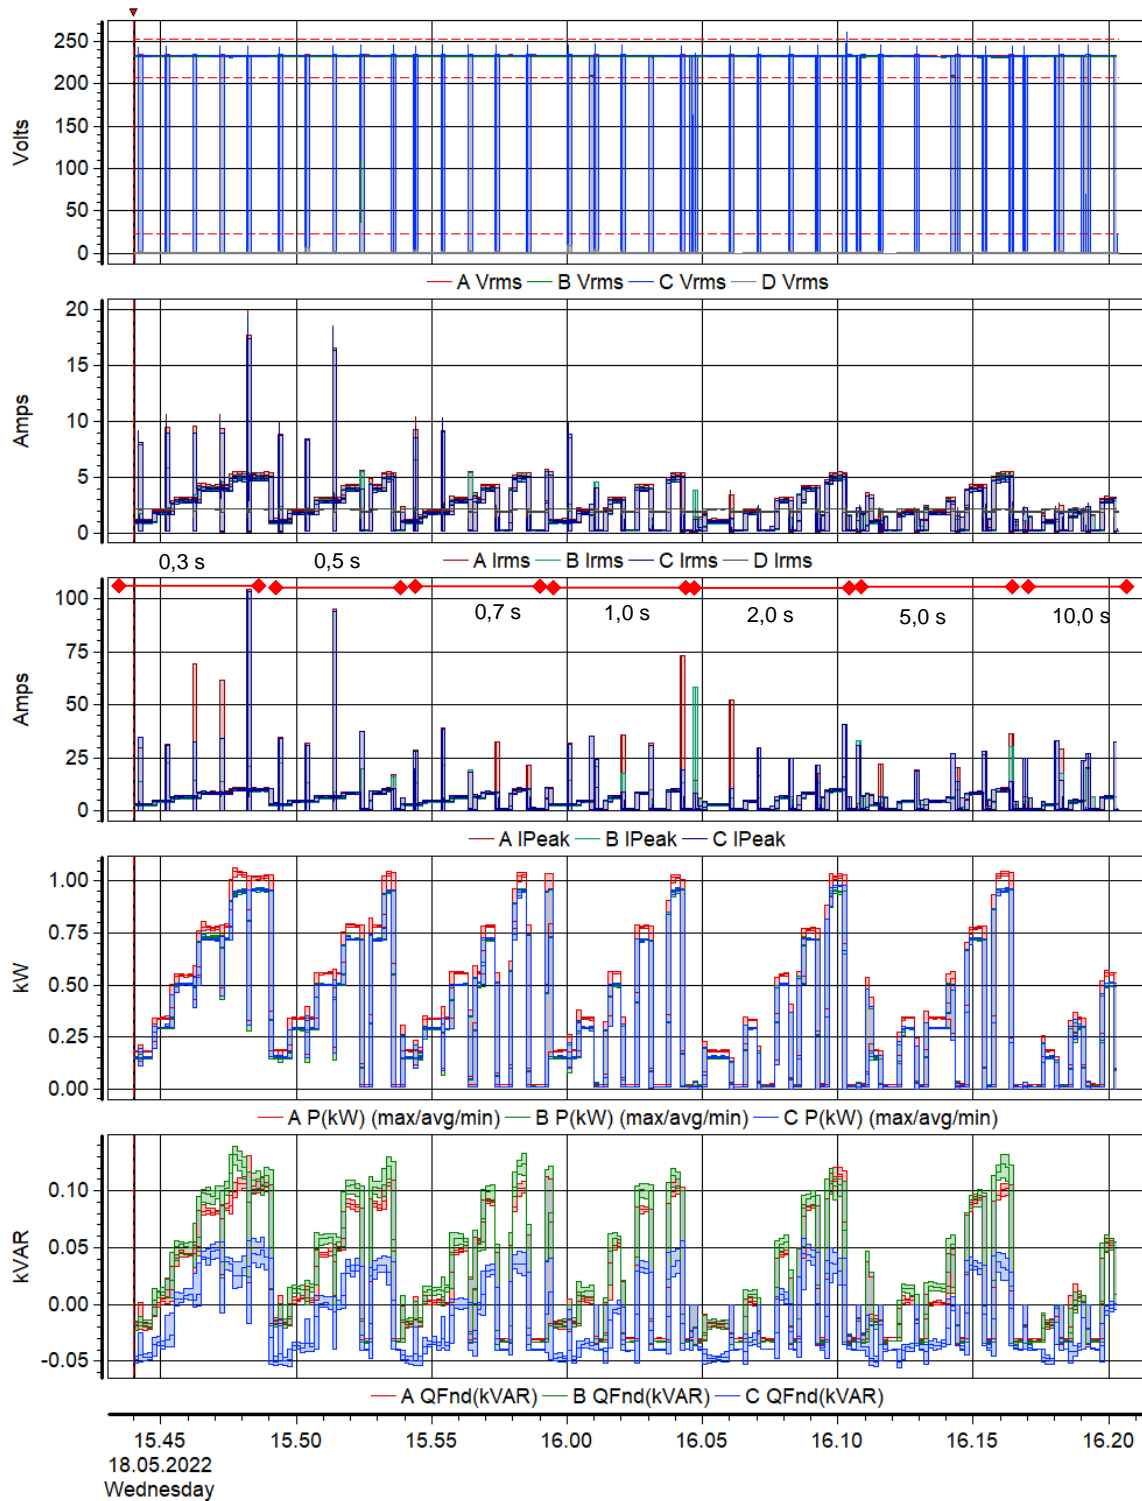 250
200
150
100
50
0
Volts
A Vrms B Vrms C Vrms D Vrms
20
15
10
5
0
Amps
0,3 s 0,5 s
A Irms B Irms C Irms D Irms
100
75
50
25
0
Amps
0,7 s 1,0 s 2,0 s 5,0 s 10,0 s
A IPeak B IPeak C IPeak
1.00
0.75
0.50
0.25
0.00
kW
A P(kW) (max/avg/min) B P(kW) (max/avg/min) C P(kW) (max/avg/min)
0.10
0.05
0.00
-0.05
kVAR
A QFnd(kVAR) B QFnd(kVAR) C QFnd(kVAR)
15.45 15.50 15.55 16.00 16.05 16.10 16.15 16.20
18.05.2022
Wednesday